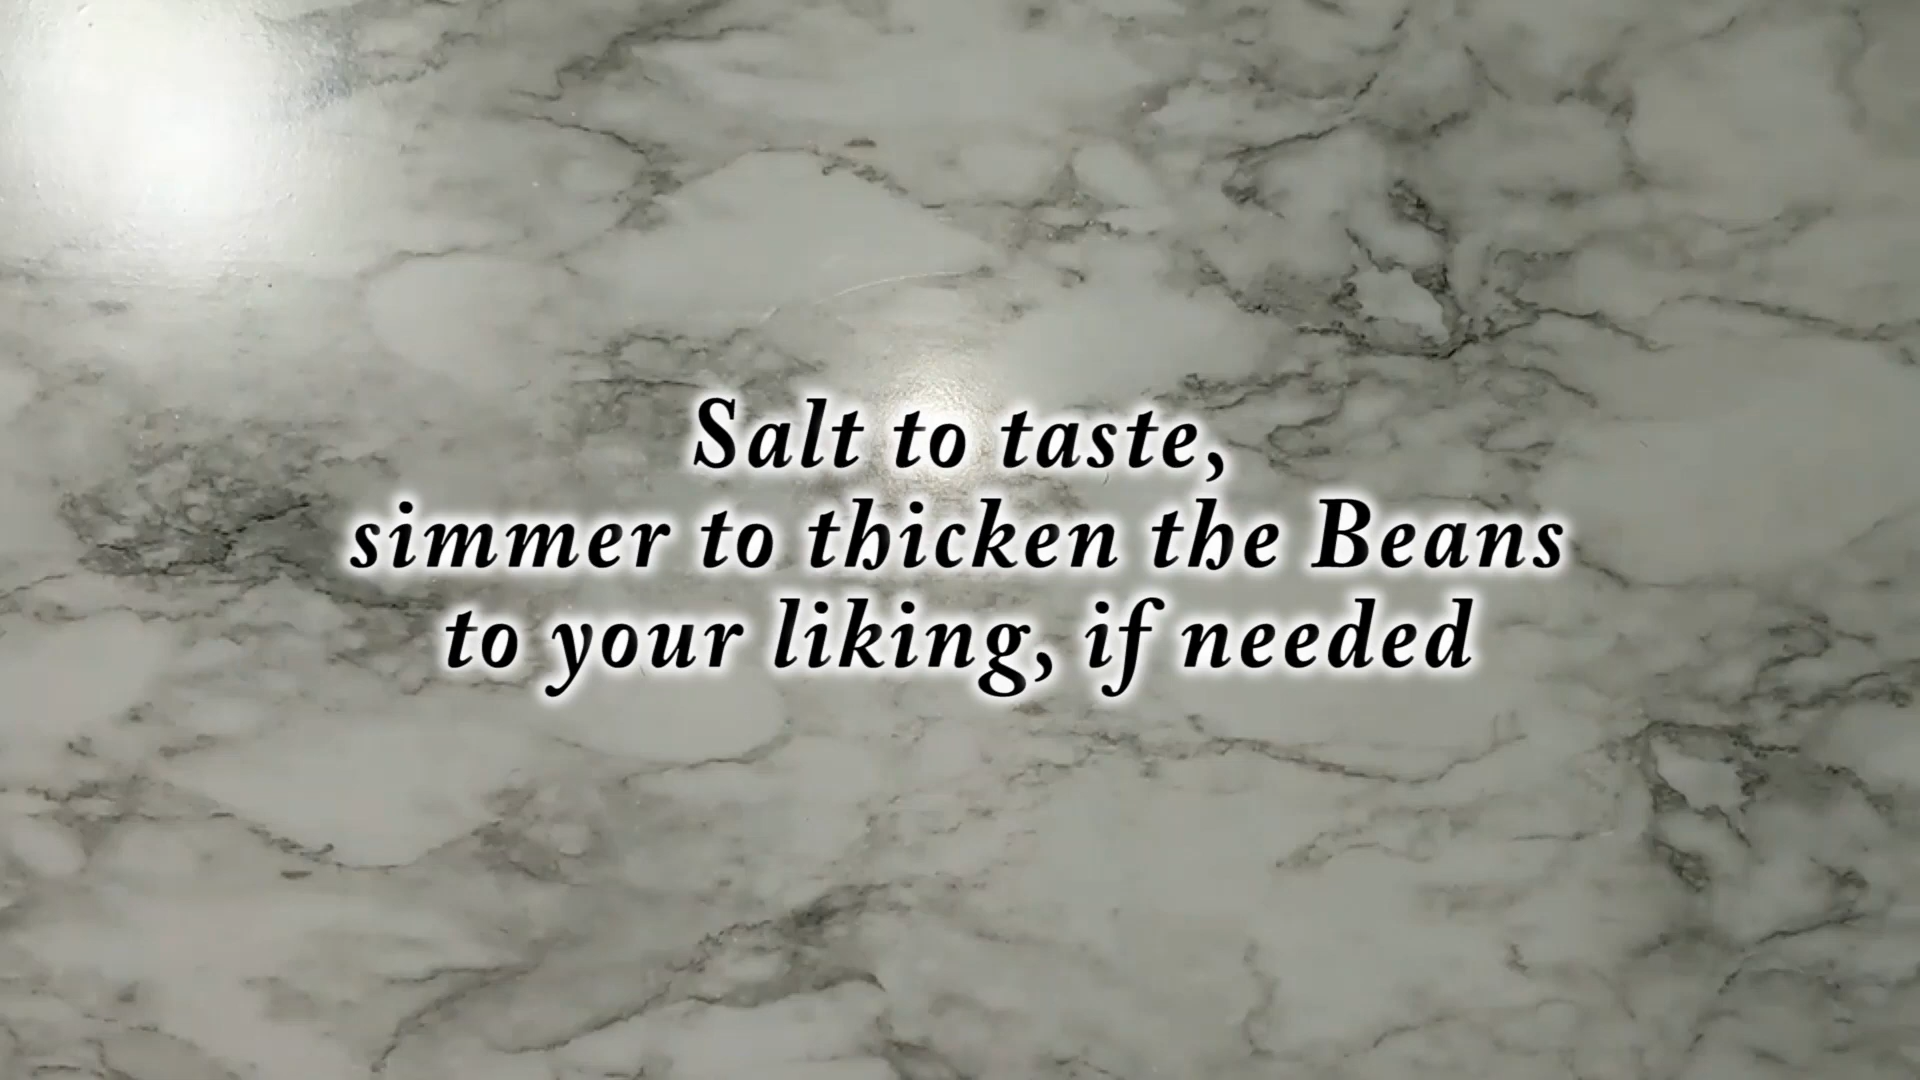 Salt to taste,
simmer to thicken the Beans
to your liking, if needed